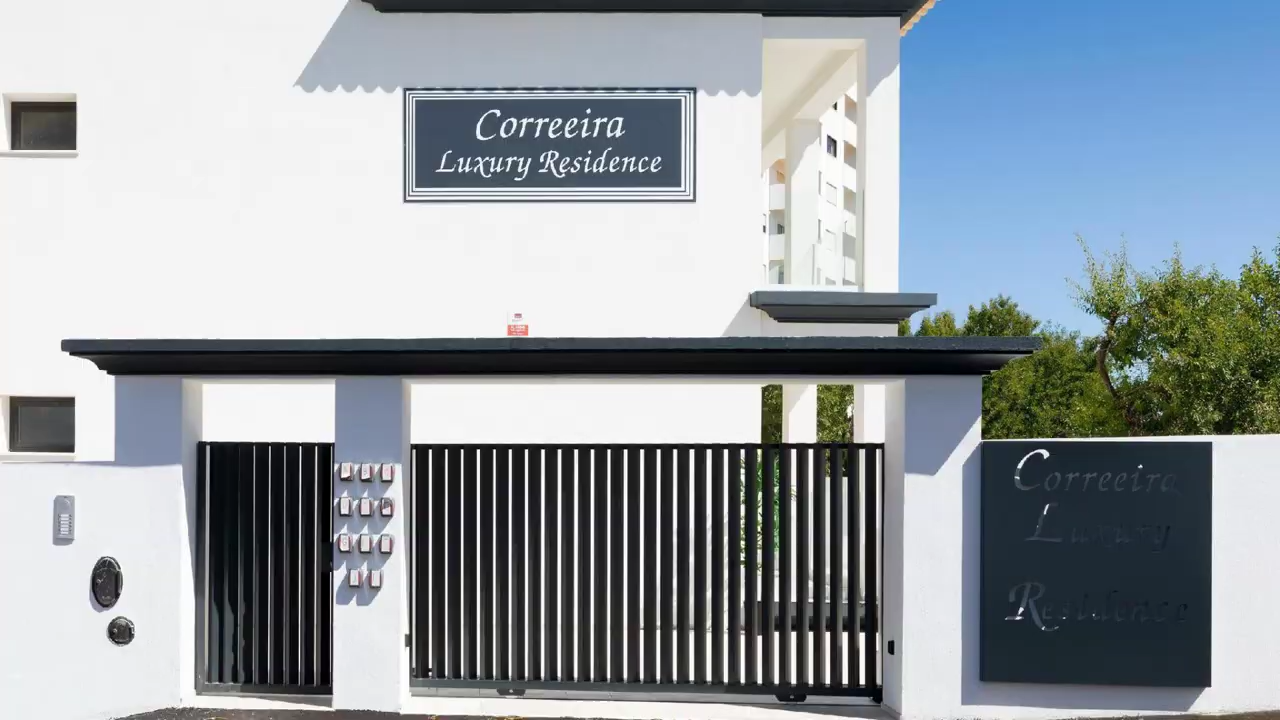 Correeira
Luxury Residence
Correeira
Luxury
Residence